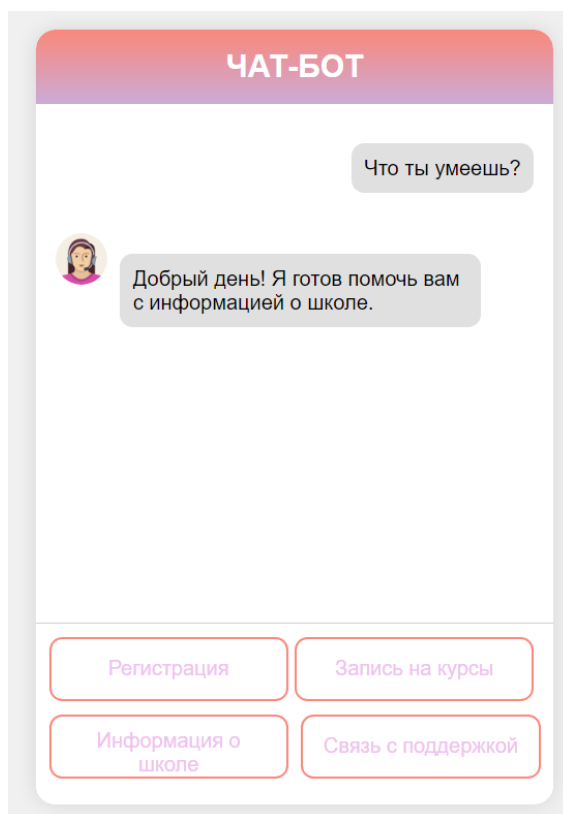 ЧАТ-БОТ
Что ты умеешь?
Добрый день! Я готов помочь вам
с информацией о школе.
Регистрация
Запись на курсы
Информация о
школе
Связь с поддержкой